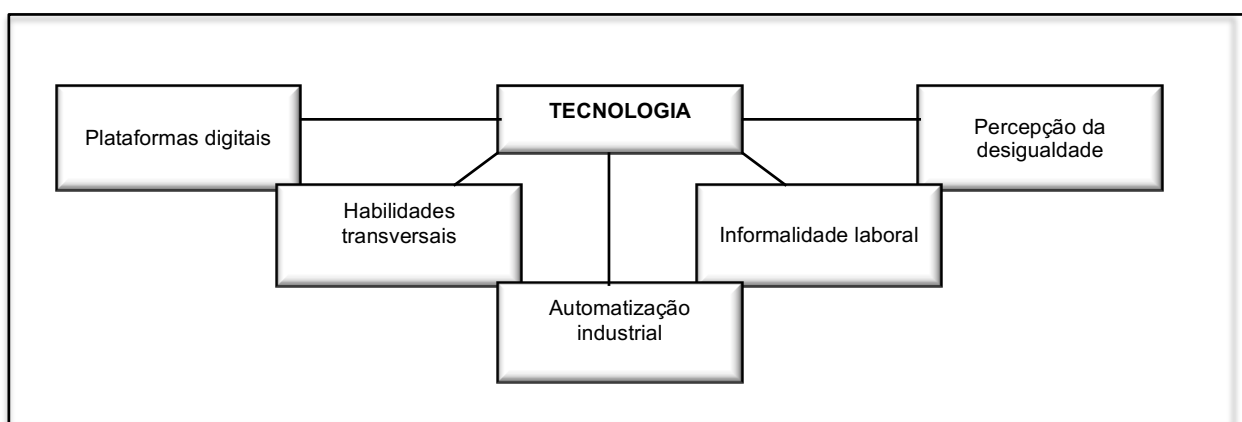 TECNOLOGIA
Plataformas digitais
Percepção da
desigualdade
Habilidades
transversais
Informalidade laboral
Automatização
industrial